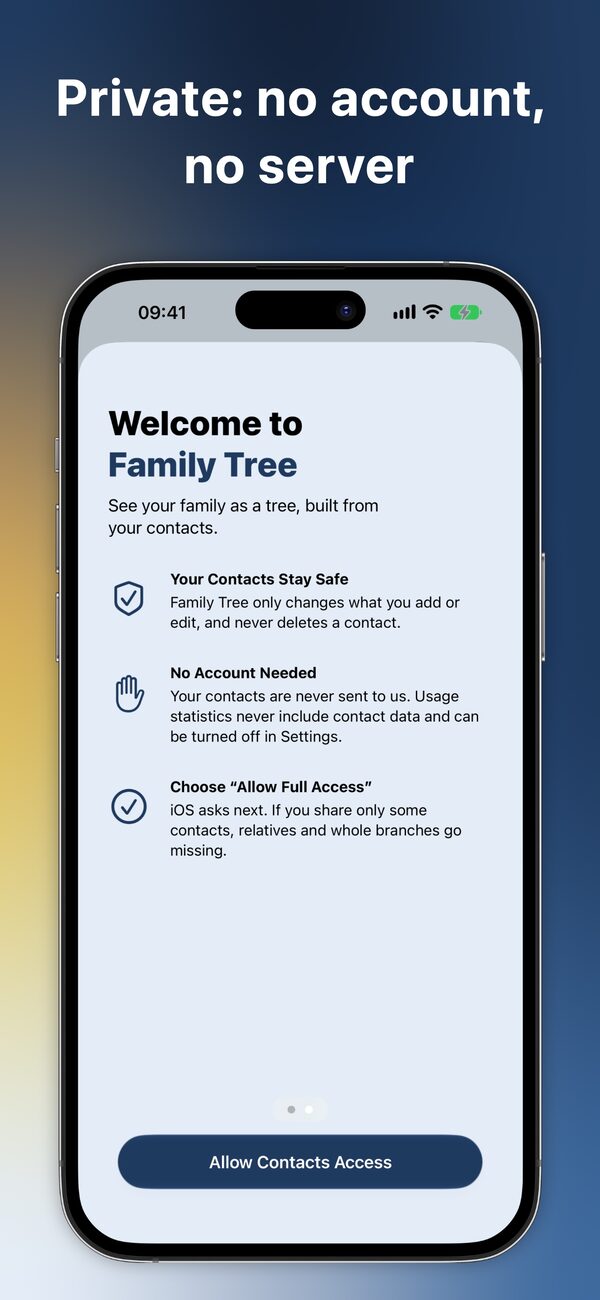 Private: no account,
no server
09:41
Welcome to
Family Tree
See your family as a tree, built from
your contacts.
Your Contacts Stay Safe
Family Tree only changes what you add or
edit, and never deletes a contact.
No Account Needed
Your contacts are never sent to us. Usage
statistics never include contact data and can
be turned off in Settings.
Choose “Allow Full Access”
iOS asks next. If you share only some
contacts, relatives and whole branches go
missing.
Allow Contacts Access